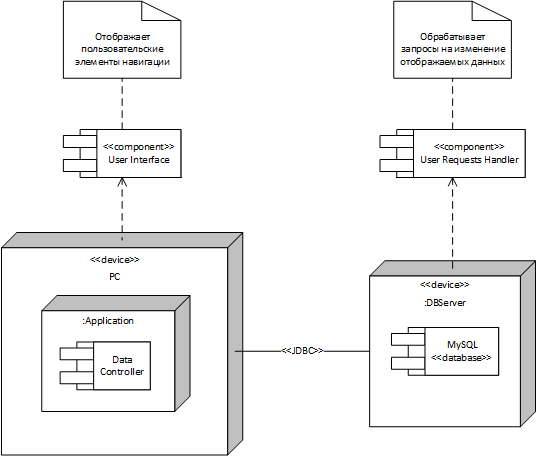 Отображает
пользовательские
элементы навигации
Обрабатывает
запросы на изменение
отображаемых данных
<<component>>
User Interface
<<component>>
User Requests Handler
<<device>>
PC
:Application
Data
Controller
<<JDBC>>
<<device>>
:DBServer
MySQL
<<database>>